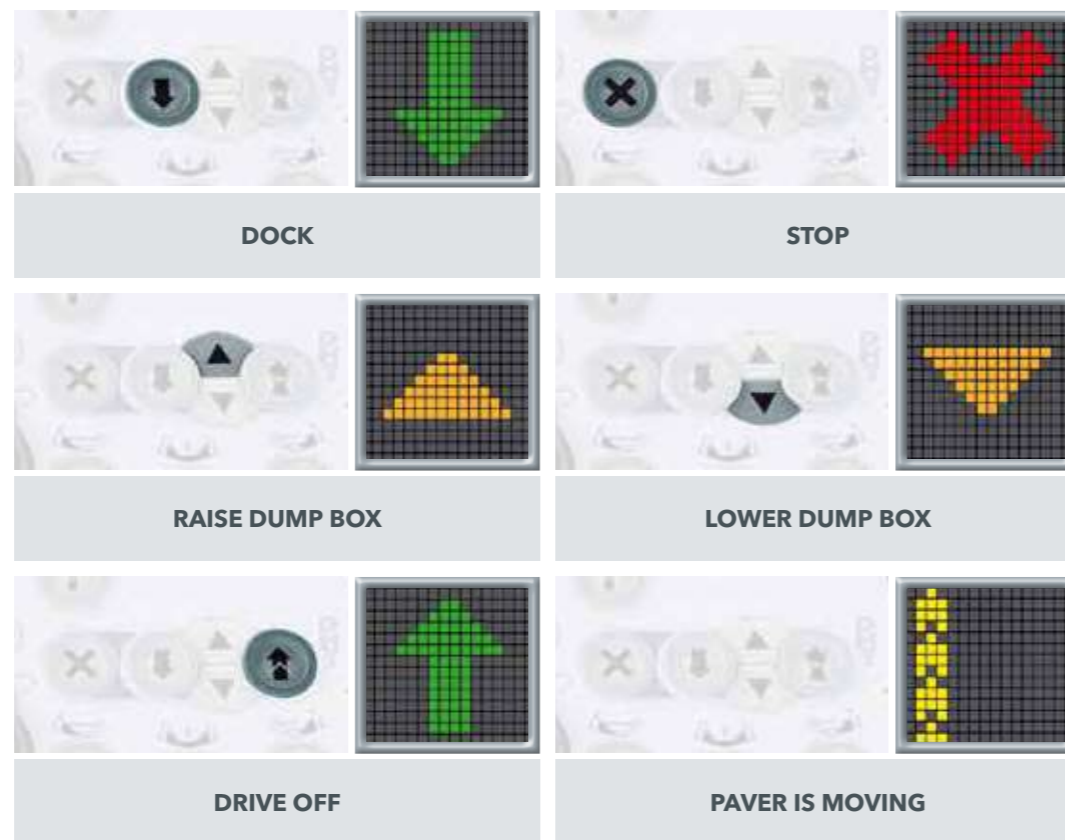 DOCK
STOP
RAISE DUMP BOX
LOWER DUMP BOX
DRIVE OFF
PAVER IS MOVING